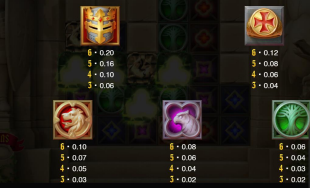 6 • 0.20
5 • 0.16
4 • 0.10
3 • 0.06
6 • 0.12
5 • 0.08
4 • 0.06
3 • 0.04
6 • 0.10
5 • 0.07
4 • 0.05
3 • 0.03
6 • 0.08
5 • 0.06
4 • 0.04
3 • 0.02
6 • 0.06
5 • 0.04
4 • 0.03
3 • 0.02